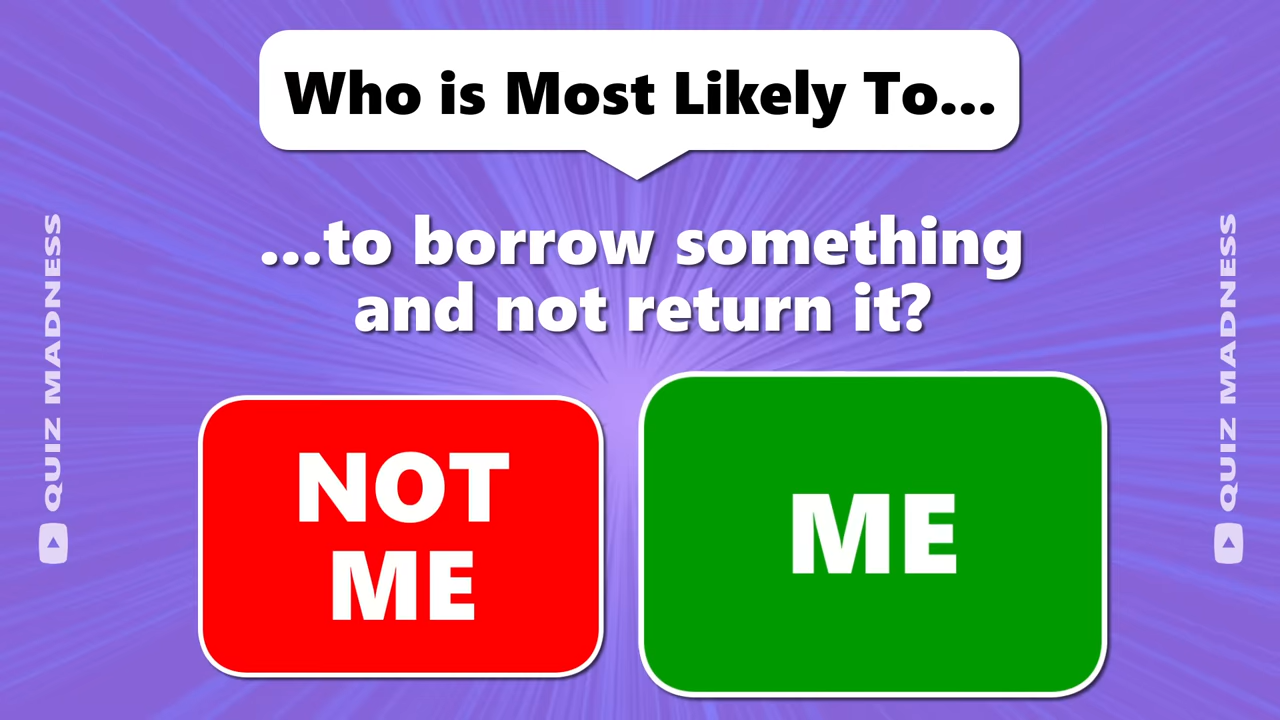 Who is Most Likely To...
...to borrow something
and not return it?
NOT
ME
ME
QUIZ MADNESS
QUIZ MADNESS